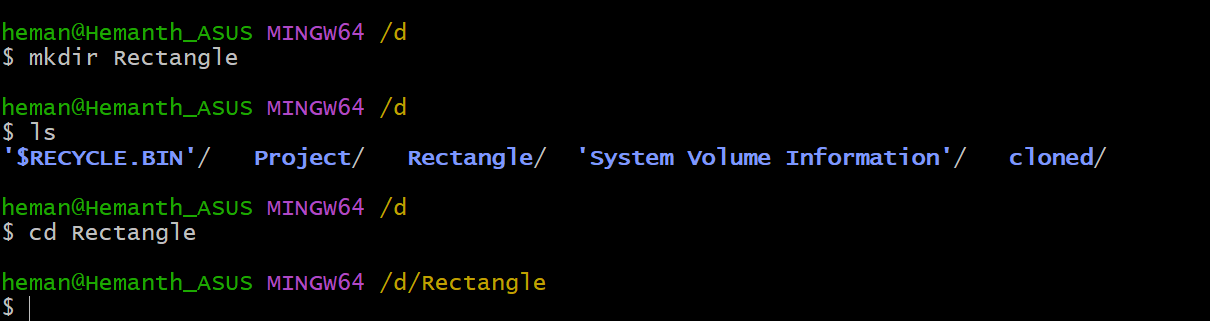 heman@Hemanth_ASUS MINGW64 /d
$ mkdir Rectangle
heman@Hemanth_ASUS MINGW64 /d
$ ls
'$RECYCLE.BIN'/   Project/   Rectangle/  'System Volume Information'/   cloned/
heman@Hemanth_ASUS MINGW64 /d
$ cd Rectangle
heman@Hemanth_ASUS MINGW64 /d/Rectangle
$